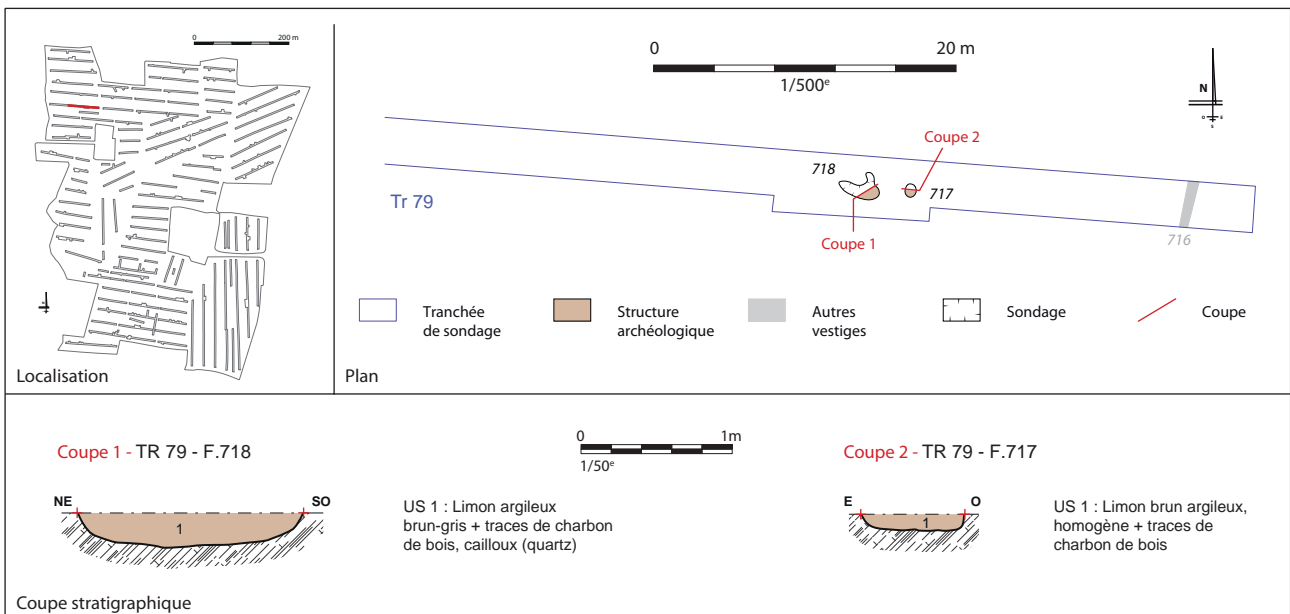 0 200 m
Localisation
0 20 m
1/500e
N
O E
S
Coupe 2
718
717
Tr 79
Coupe 1
716
Tranchée
de sondage
Structure
archéologique
Autres
vestiges
Sondage
Coupe
Plan
Coupe 1 - TR 79 - F.718
0 1m
1/50e
Coupe 2 - TR 79 - F.717
NE SO
1
US 1 : Limon argileux
brun-gris + traces de charbon
de bois, cailloux (quartz)
E O
1
US 1 : Limon brun argileux,
homogène + traces de
charbon de bois
Coupe stratigraphique